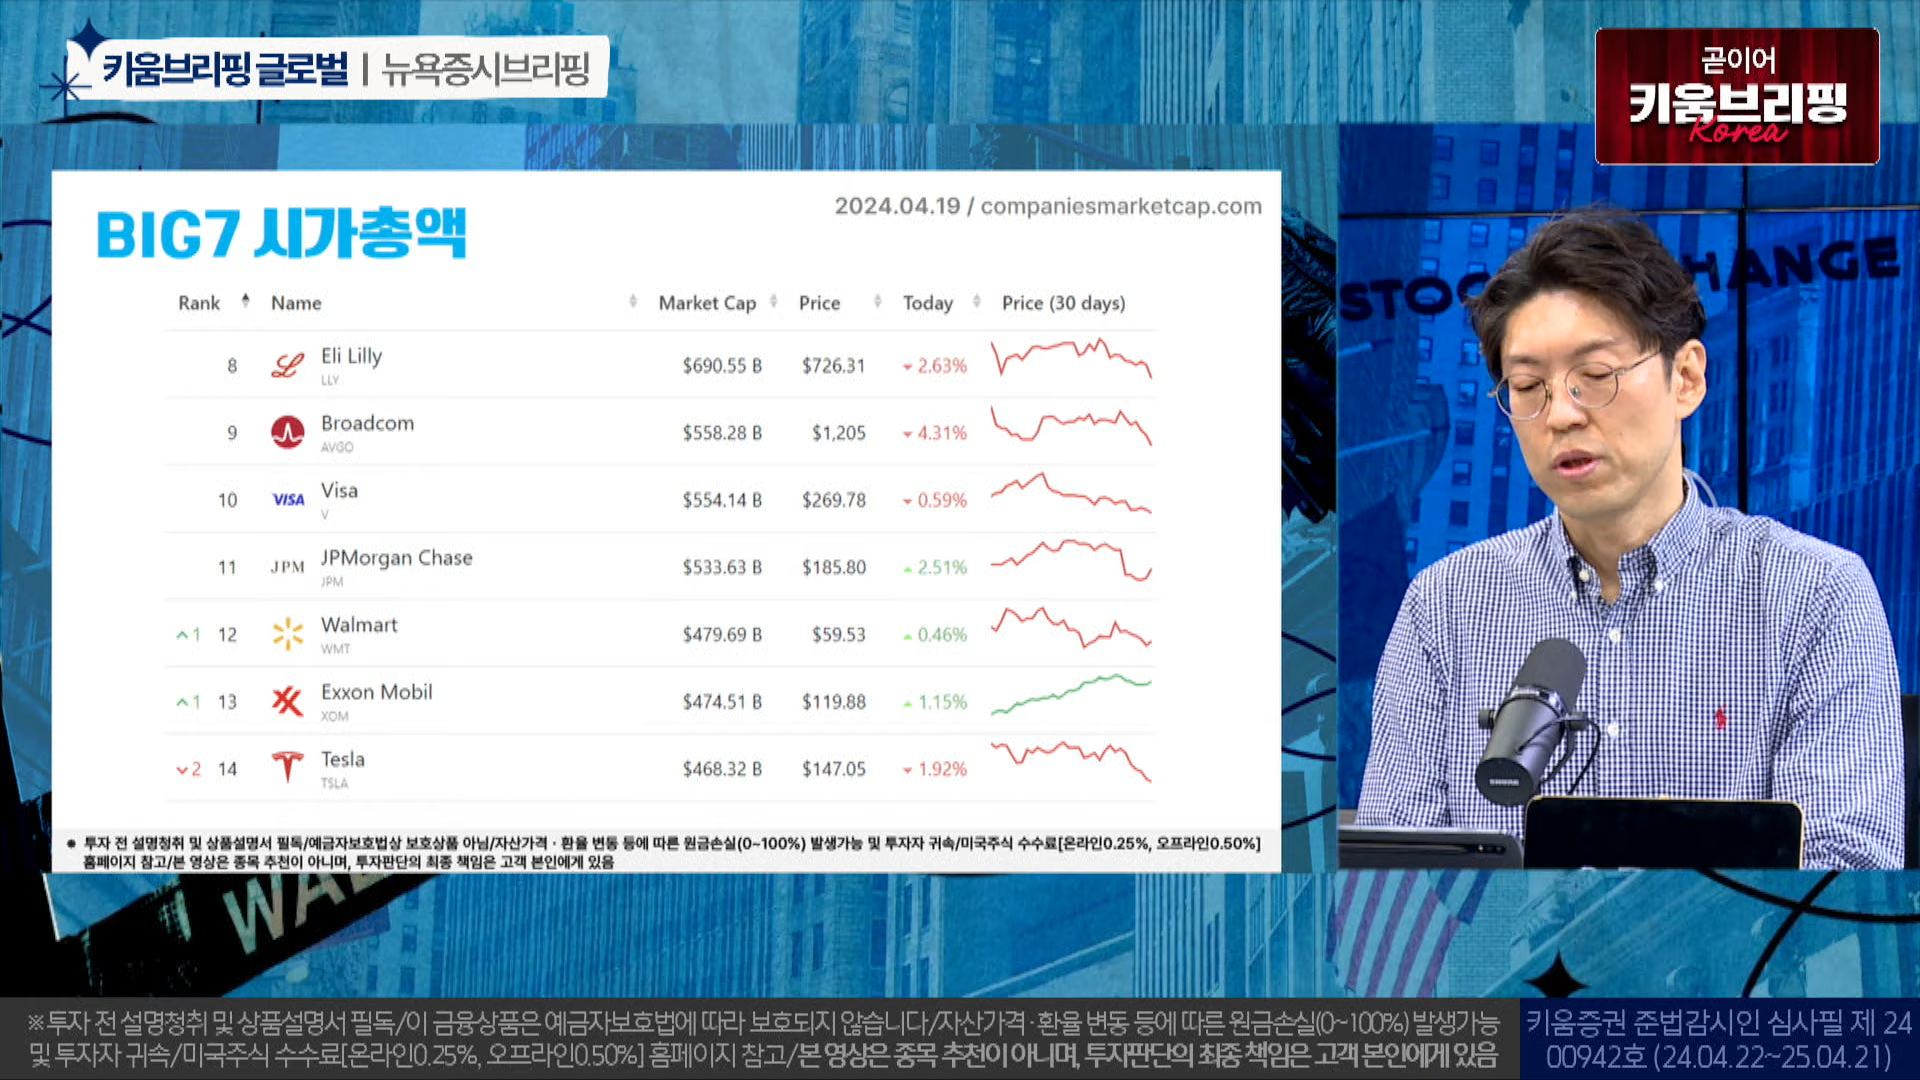 키움브리핑 글로벌 | 뉴욕증시브리핑
곧이어
키움브리핑
Korea
BIG7 시가총액
2024.04.19 / companiesmarketcap.com
Rank Name Market Cap Price Today Price (30 days)
8 Eli Lilly $690.55 B $726.31 2.63%
LLY
9 Broadcom $558.28 B $1,205 4.31%
AVGO
10 VISA Visa $554.14 B $269.78 0.59%
V
11 JPM JPMorgan Chase $533.63 B $185.80 2.51%
JPM
1 12 Walmart $479.69 B $59.53 0.46%
WMT
1 13 Exxon Mobil $474.51 B $119.88 1.15%
XOM
2 14 Tesla $468.32 B $147.05 1.92%
TSLA
※ 투자 전 설명청취 및 상품설명서 필독/예금자보호법상 보호상품 아님/자산가격·환율 변동 등에 따른 원금손실(0~100%) 발생가능 및 투자자 귀속/미국주식 수수료[온라인0.25%, 오프라인0.50%]
홈페이지 참고/본 영상은 종목 추천이 아니며, 투자판단의 최종 책임은 고객 본인에게 있음
SHURE
※투자 전 설명청취 및 상품설명서 필독/이 금융상품은 예금자보호법에 따라 보호되지 않습니다/자산가격·환율 변동 등에 따른 원금손실(0~100%) 발생가능
및 투자자 귀속/미국주식 수수료[온라인0.25%, 오프라인0.50%] 홈페이지 참고/본 영상은 종목 추천이 아니며, 투자판단의 최종 책임은 고객 본인에게 있음
키움증권 준법감시인 심사필 제 24
00942호 (24.04.22~25.04.21)